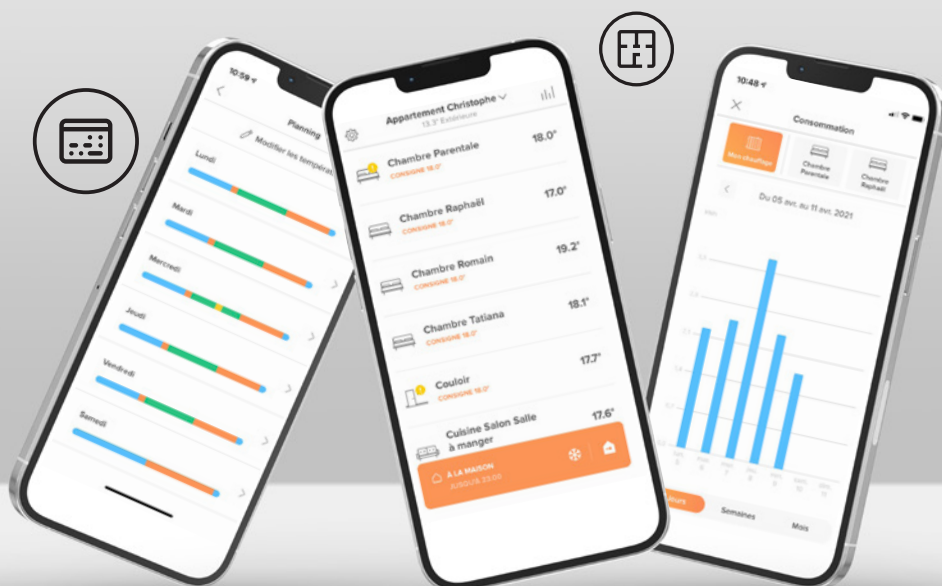 10:59
Planning
Modifier les températ
Lundi
Mardi
Mercredi
Jeudi
Vendredi
Samedi
Appartement Christophe
13.3° Extérieure
Chambre Parentale
CONSIGNE 18.0°
18.0°
Chambre Raphaël
CONSIGNE 18.0°
17.0°
Chambre Romain
CONSIGNE 18.0°
19.2°
Chambre Tatiana
CONSIGNE 18.0°
18.1°
Couloir
CONSIGNE 18.0°
17.7°
Cuisine Salon Salle
à manger
17.6°
À LA MAISON
JUSQU'À 23:00
10:48
Consommation
Mon chauffage
Chambre
Parentale
Chambre
Raphaël
Du 05 avr. au 11 avr. 2021
Jours
Semaines
Mois